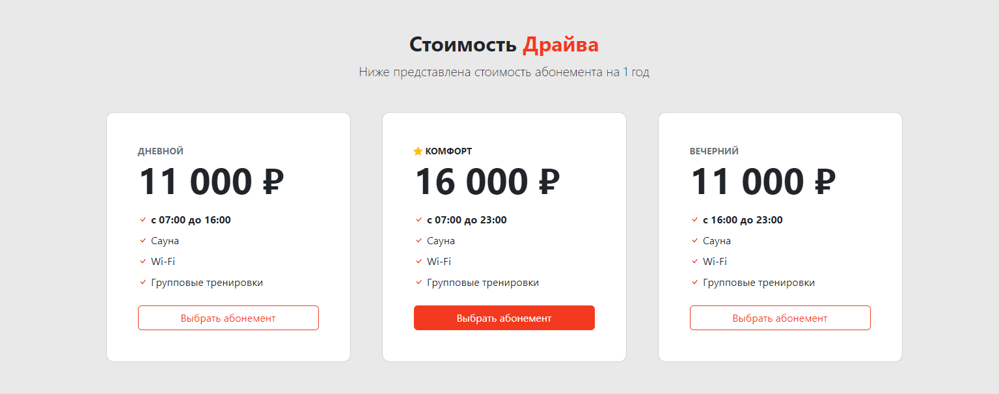 Стоимость Драйва
Ниже представлена стоимость абонемента на 1 год
ДНЕВНОЙ
11 000 ₽
с 07:00 до 16:00
Сауна
Wi-Fi
Групповые тренировки
Выбрать абонемент
КОМФОРТ
16 000 ₽
с 07:00 до 23:00
Сауна
Wi-Fi
Групповые тренировки
Выбрать абонемент
ВЕЧЕРНИЙ
11 000 ₽
с 16:00 до 23:00
Сауна
Wi-Fi
Групповые тренировки
Выбрать абонемент